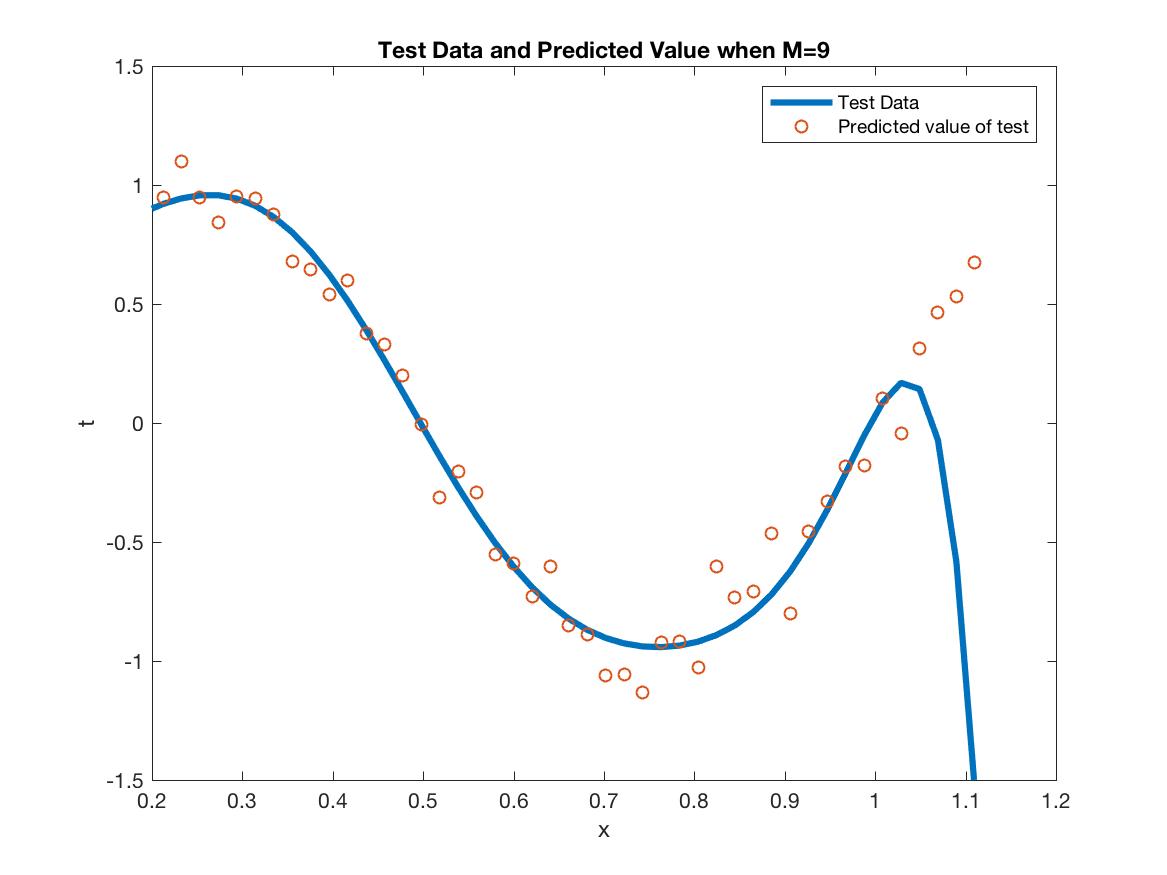 Test Data and Predicted Value when M=9
1.5
1
0.5
0
-0.5
-1
-1.5
t
Test Data
Predicted value of test
0.2 0.3 0.4 0.5 0.6 0.7 0.8 0.9 1 1.1 1.2
x